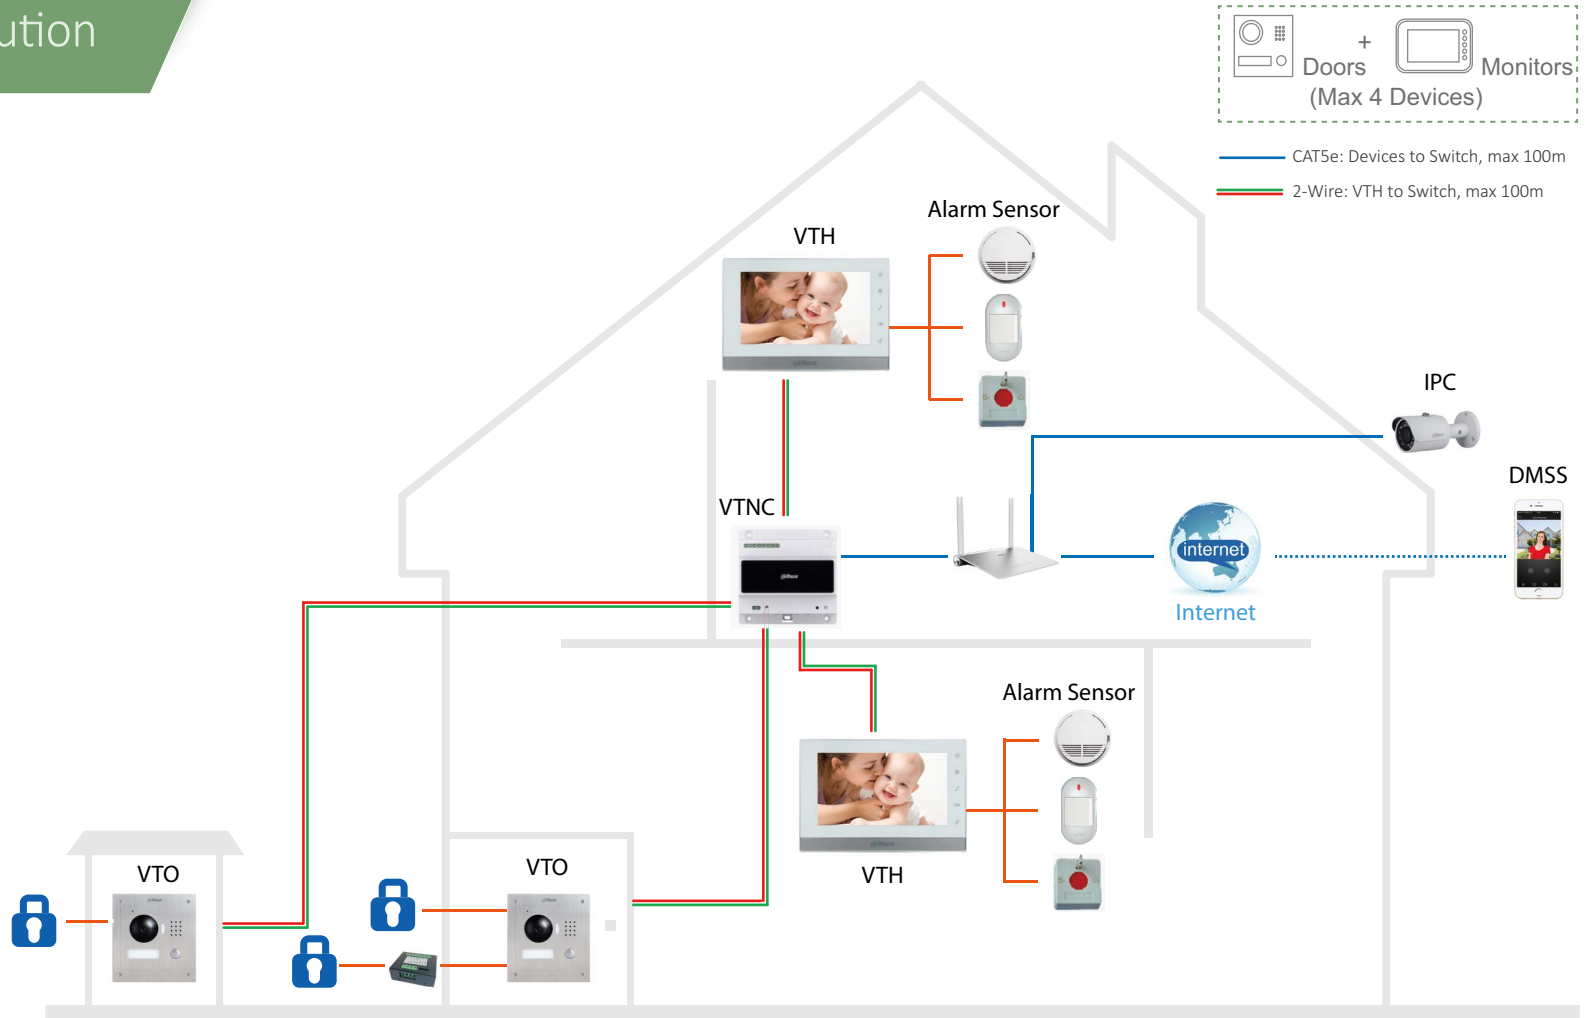 ution
+
Doors
Monitors
(Max 4 Devices)
CAT5e: Devices to Switch, max 100m
2-Wire: VTH to Switch, max 100m
Alarm Sensor
VTH
IPC
DMSS
VTNC
internet
Internet
Alarm Sensor
VTH
VTO
VTO